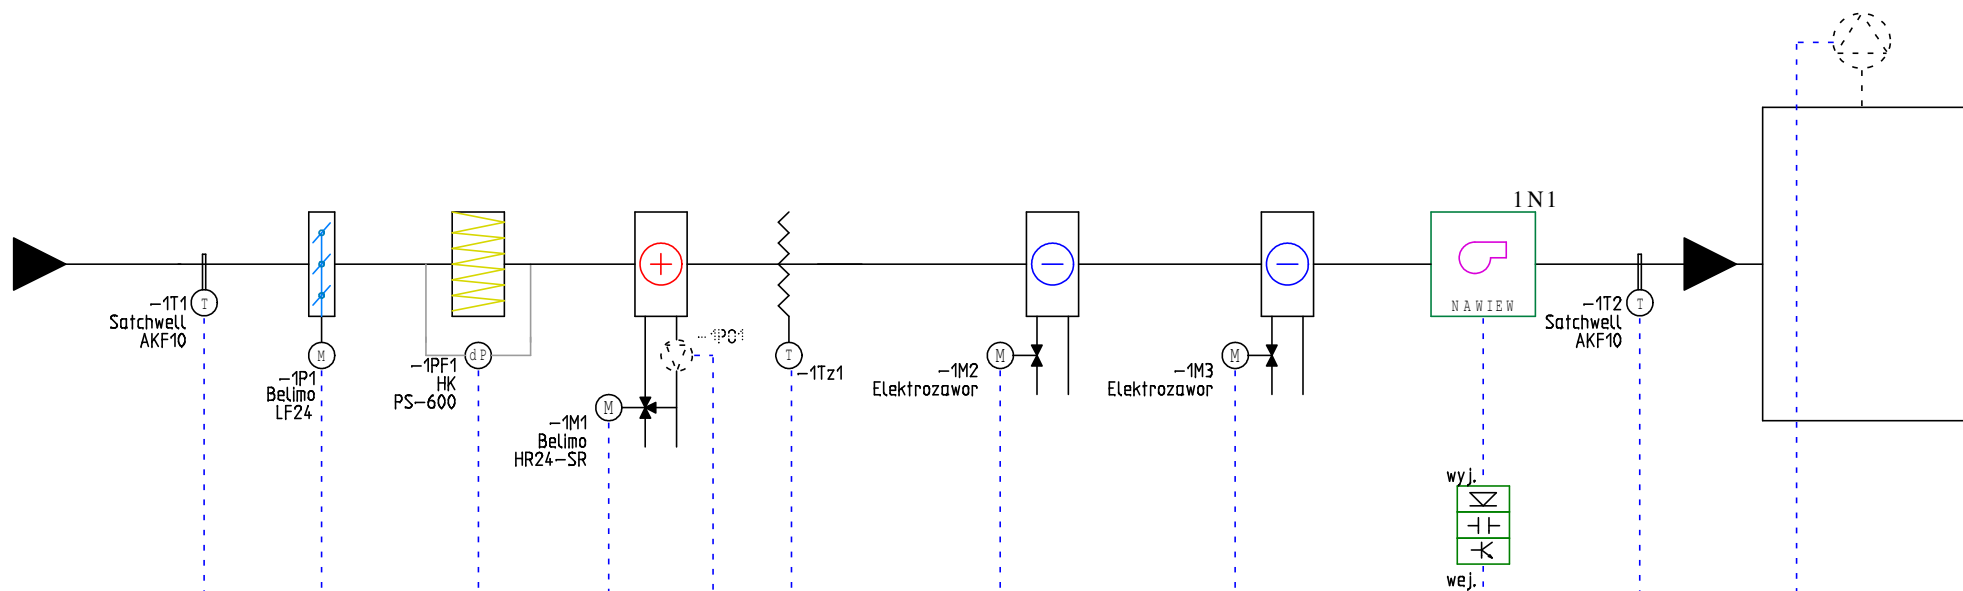 1N1
NAWIEW
-1T1
Satchwell
AKF10
T
M
-1P1
Belimo
LF24
dP
-1PF1
HK
PS-600
-1P01
M
-1M1
Belimo
HR24-SR
T
-1Tz1
M
-1M2
Elektrozawor
M
-1M3
Elektrozawor
-1T2
Satchwell
AKF10
T
wyj.
wej.